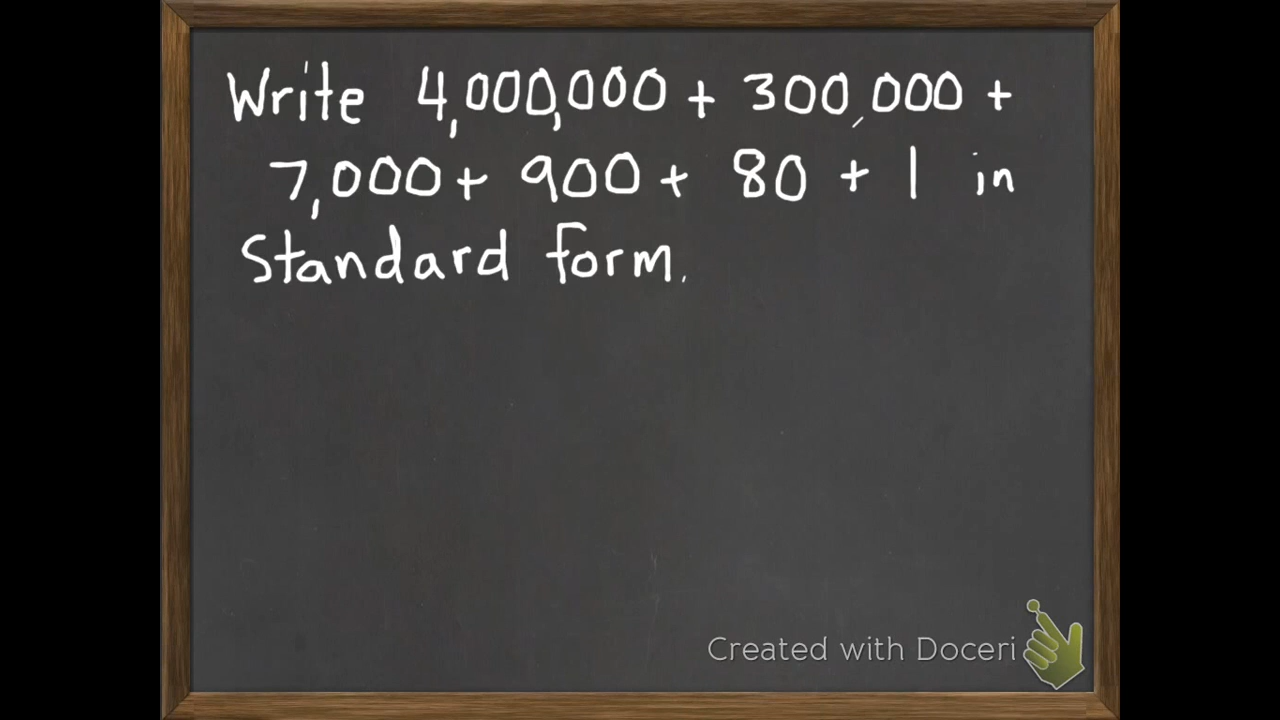 Write 4,000,000 + 300,000 +
7,000 + 900 + 80 + 1 in
Standard form.
Created with Doceri